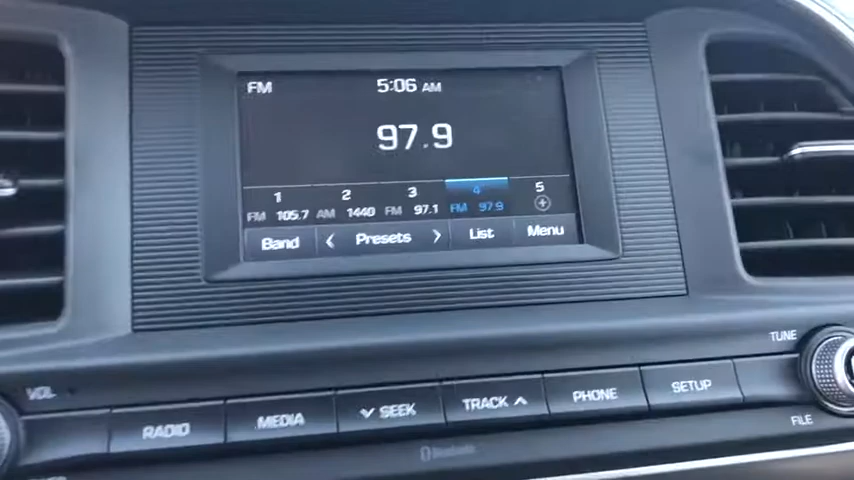 FM 5:06 AM
97.9
1 2 3 4 5
FM 105.7 AM 1440 FM 97.1 FM 97.9
Band Presets List Menu
TUNE
VOL
RADIO MEDIA SEEK TRACK PHONE SETUP
FILE
Bluetooth